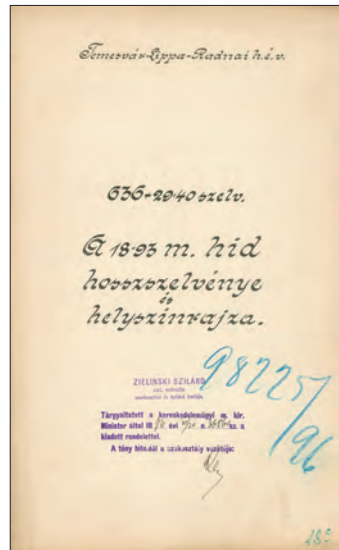 Temesvár-Lippa-Radnai h.é.v.
636+29·40 szelv.
A 18·93 m. híd
hosszszelvénye
és
helyszínrajza.
98225/96
ZIELINSKI SZILÁRD
Tárgyaltatott a kereskedelemügyi m. kir.
Minister által 18 évi sz. a
kiadott rendelettel.
A tény hiteléül a szakosztály vezetője: